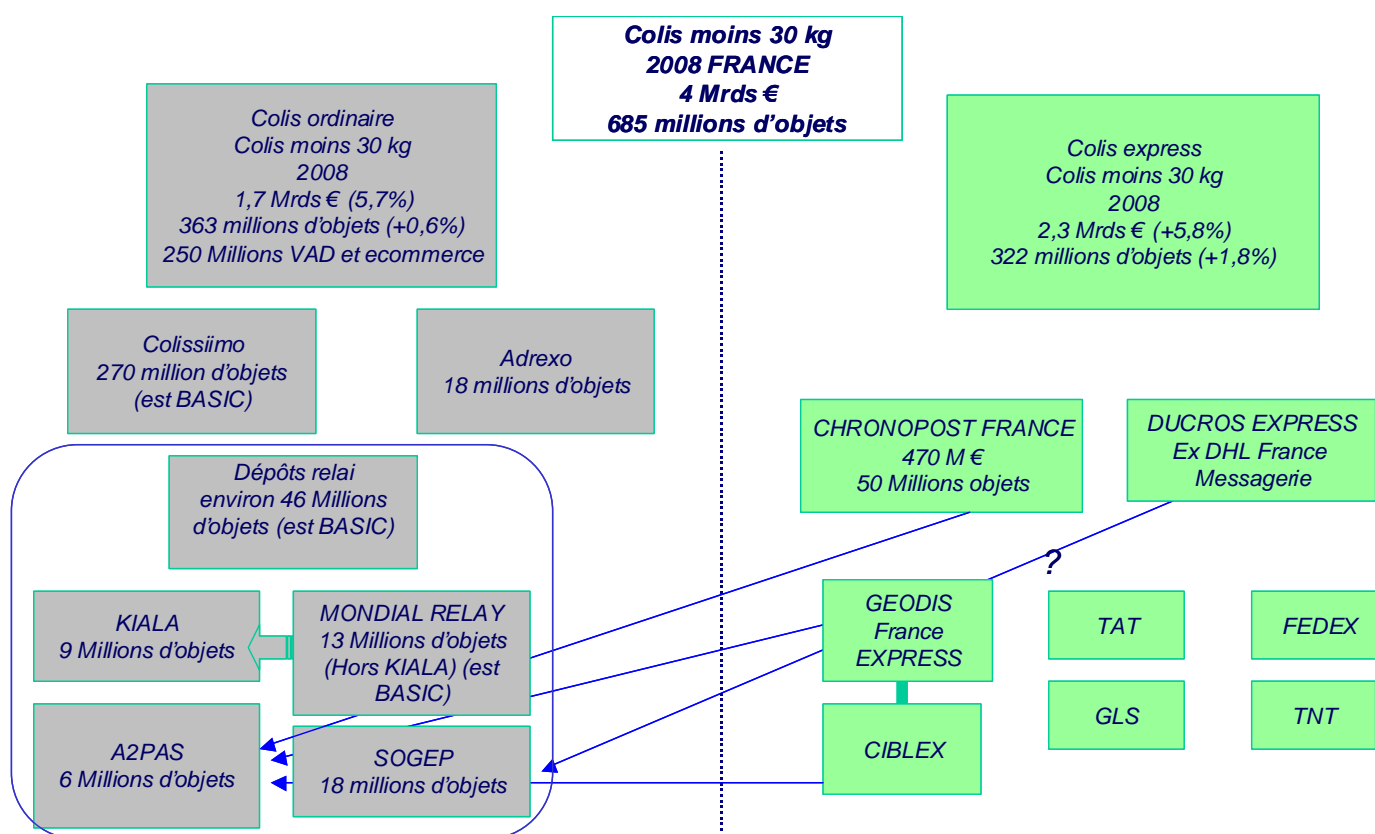 Colis moins 30 kg
2008 FRANCE
4 Mrds €
685 millions d'objets
Colis ordinaire
Colis moins 30 kg
2008
1,7 Mrds € (5,7%)
363 millions d'objets (+0,6%)
250 Millions VAD et ecommerce
Colis express
Colis moins 30 kg
2008
2,3 Mrds € (+5,8%)
322 millions d'objets (+1,8%)
Colissiimo
270 million d'objets
(est BASIC)
Adrexo
18 millions d'objets
CHRONOPOST FRANCE
470 M €
50 Millions objets
DUCROS EXPRESS
Ex DHL France
Messagerie
Dépôts relai
environ 46 Millions
d'objets (est BASIC)
?
KIALA
9 Millions d'objets
MONDIAL RELAY
13 Millions d'objets
(Hors KIALA) (est
BASIC)
GEODIS
France
EXPRESS
TAT
FEDEX
A2PAS
6 Millions d'objets
SOGEP
18 millions d'objets
CIBLEX
GLS
TNT